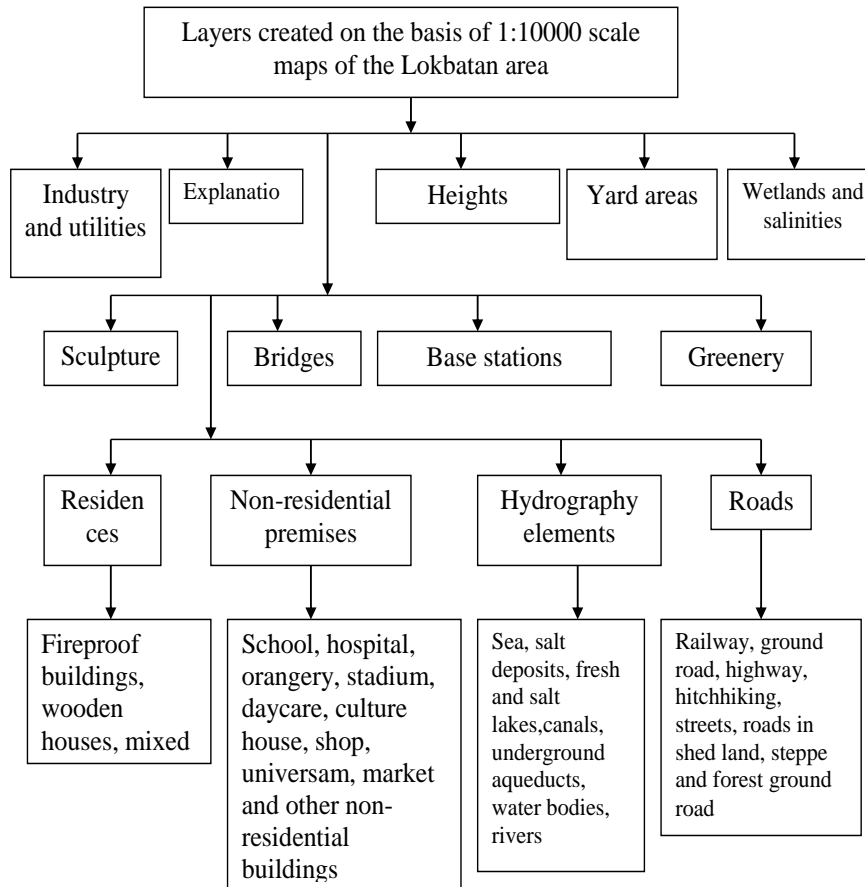 Layers created on the basis of 1:10000 scale
maps of the Lokbatan area
Industry
and utilities
Explanatio
Heights
Yard areas
Wetlands and
salinities
Sculpture
Bridges
Base stations
Greenery
Residen
ces
Non-residential
premises
Hydrography
elements
Roads
Fireproof
buildings,
wooden
houses, mixed
School, hospital,
orangery, stadium,
daycare, culture
house, shop,
universam, market
and other non-
residential
buildings
Sea, salt
deposits, fresh
and salt
lakes,canals,
underground
aqueducts,
water bodies,
rivers
Railway, ground
road, highway,
hitchhiking,
streets, roads in
shed land, steppe
and forest ground
road